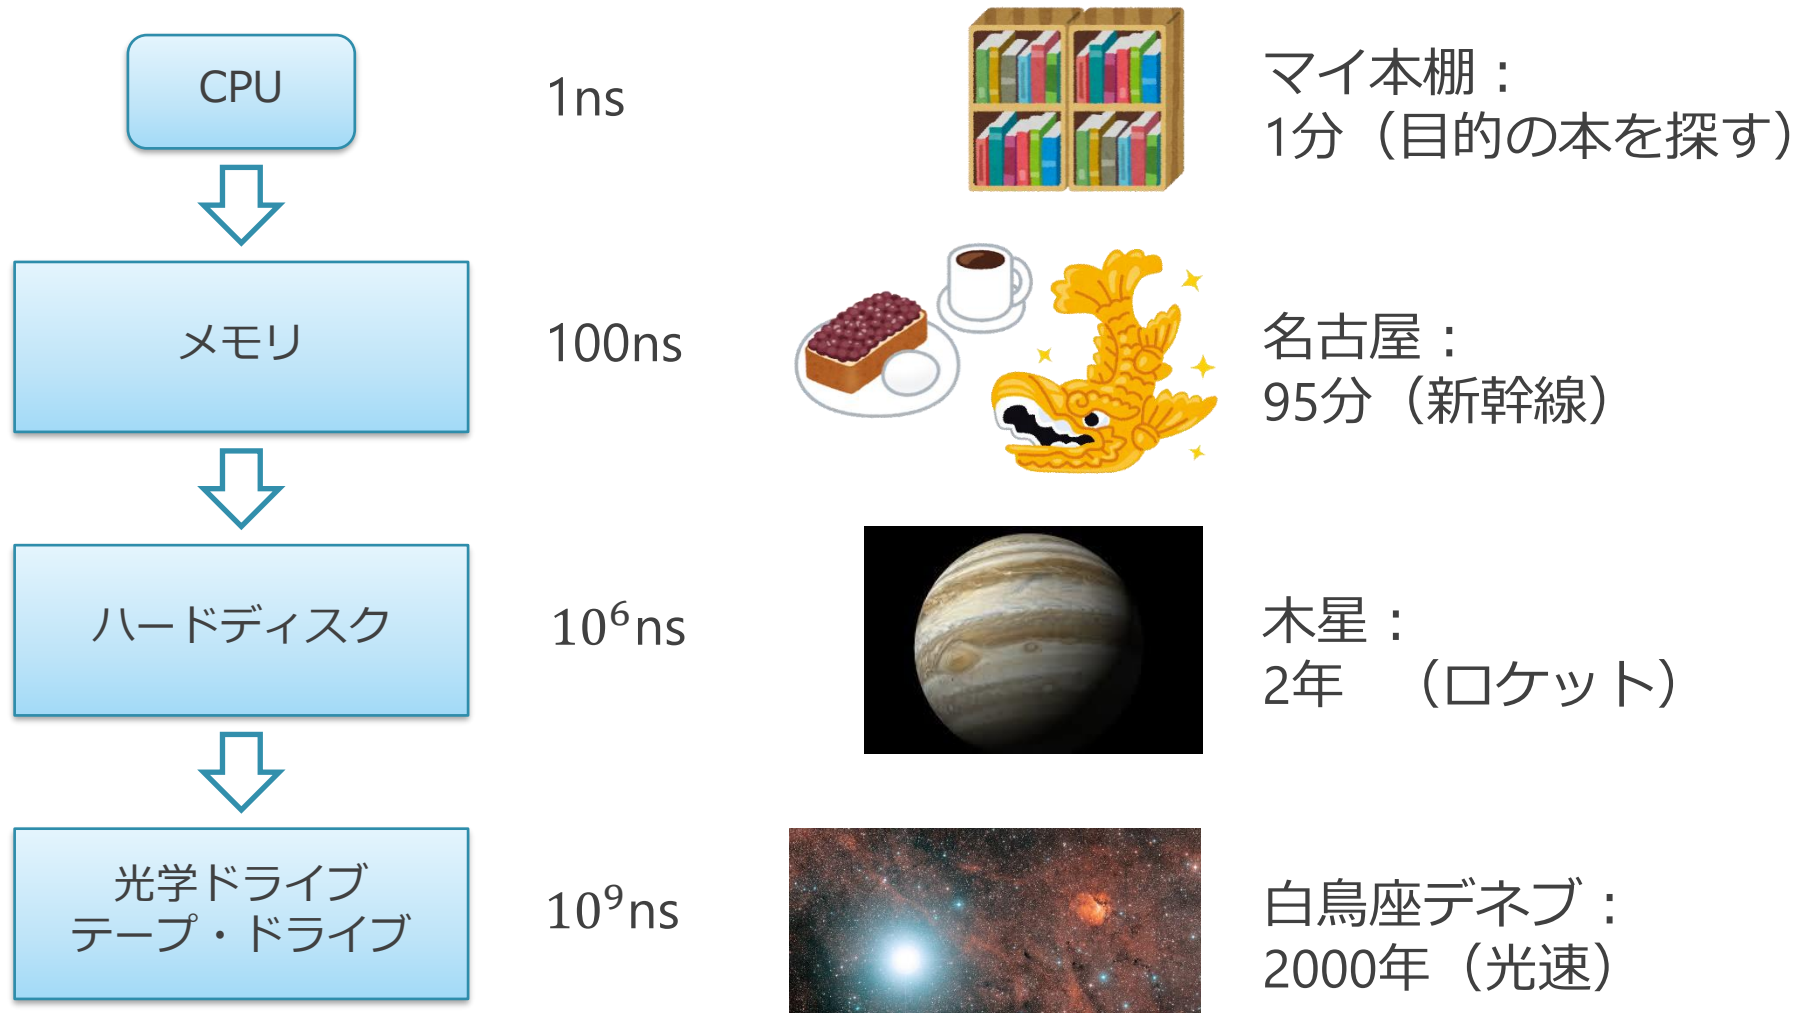 CPU
1ns
マイ本棚：
1分（目的の本を探す）
メモリ
100ns
名古屋：
95分（新幹線）
ハードディスク
10⁶ns
木星：
2年　（ロケット）
光学ドライブ
テープ・ドライブ
10⁹ns
白鳥座デネブ：
2000年（光速）